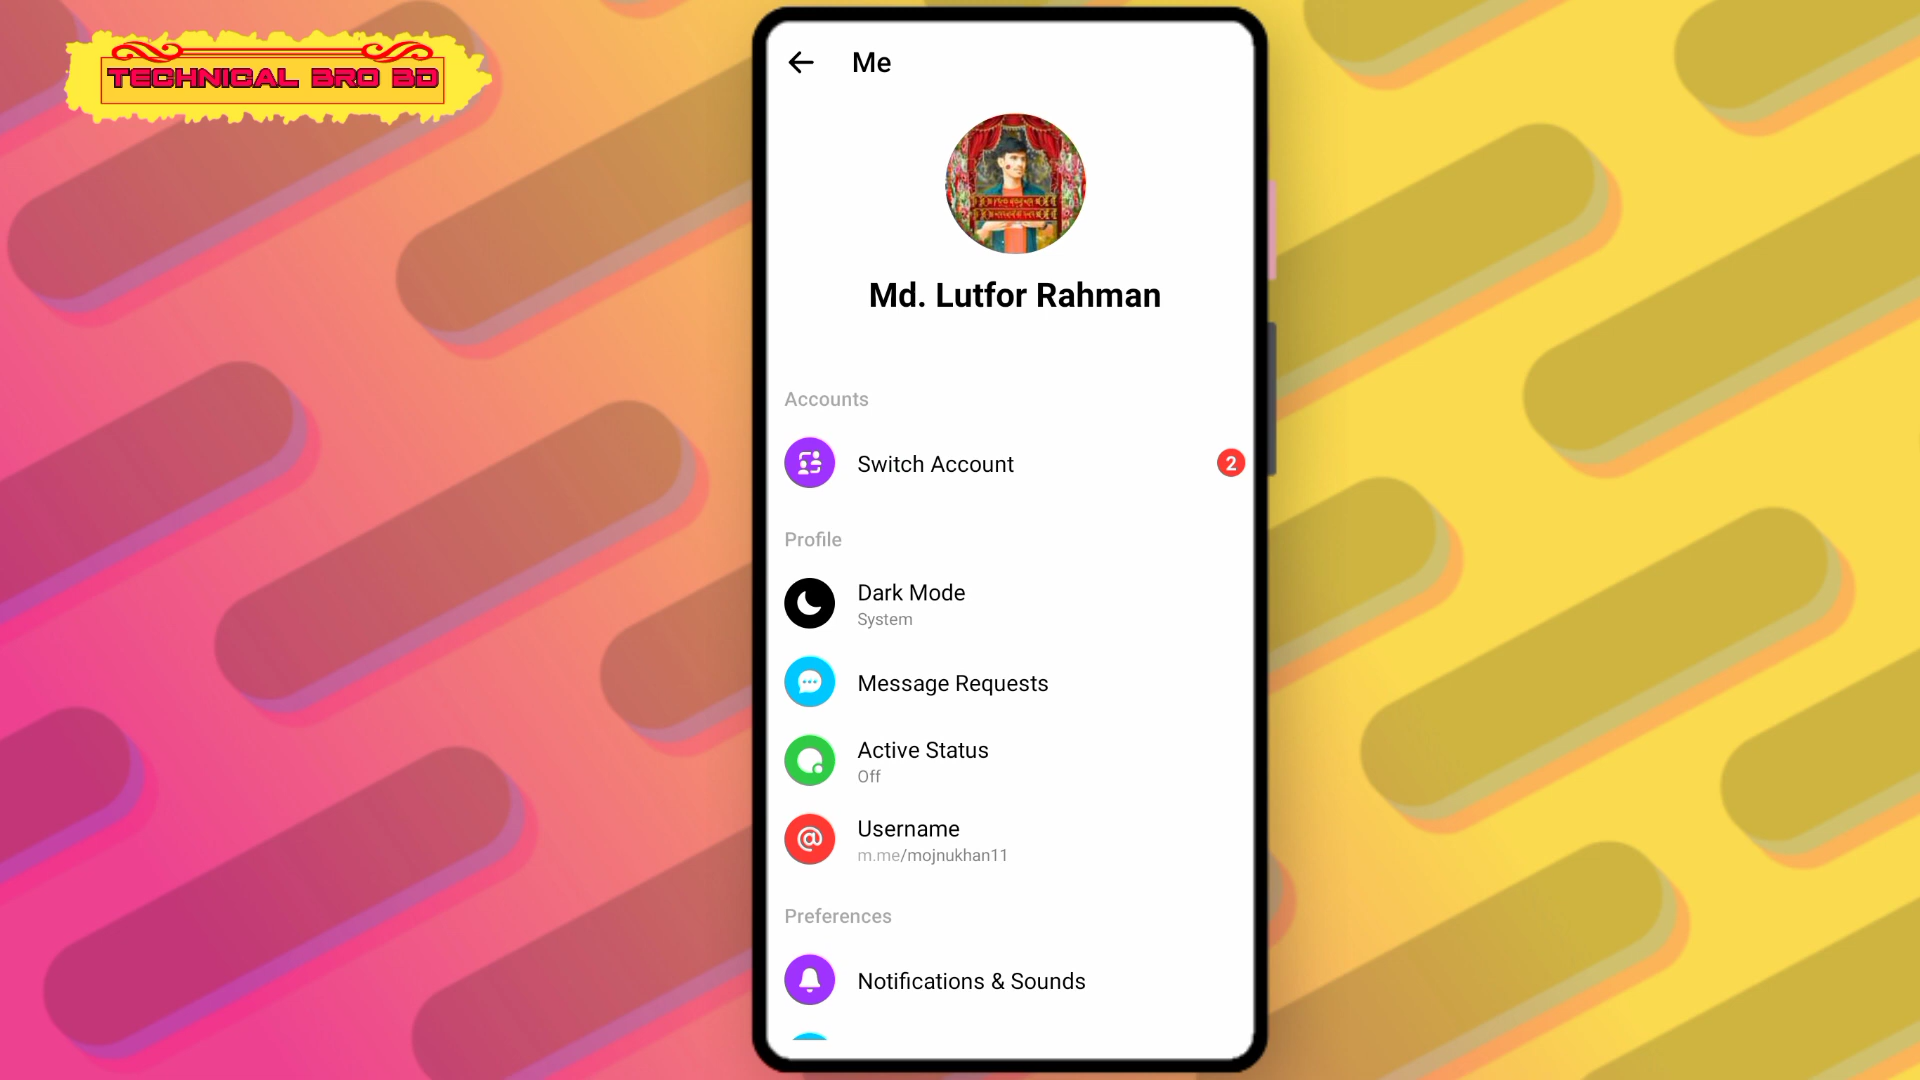 TECHNICAL BRO BD
Me
Md. Lutfor Rahman
Accounts
Switch Account
2
Profile
Dark Mode
System
Message Requests
Active Status
Off
Username
m.me/mojnukhan11
Preferences
Notifications & Sounds